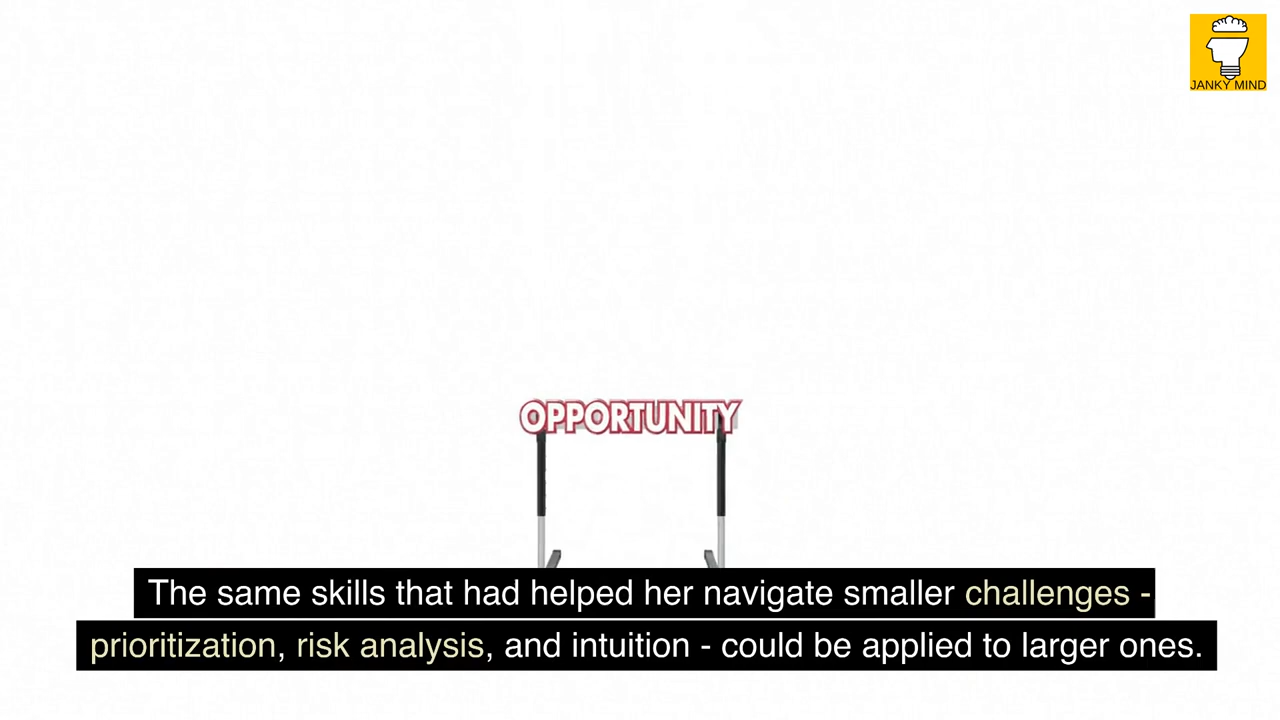 JANKY MIND
OPPORTUNITY
The same skills that had helped her navigate smaller challenges -
prioritization, risk analysis, and intuition - could be applied to larger ones.